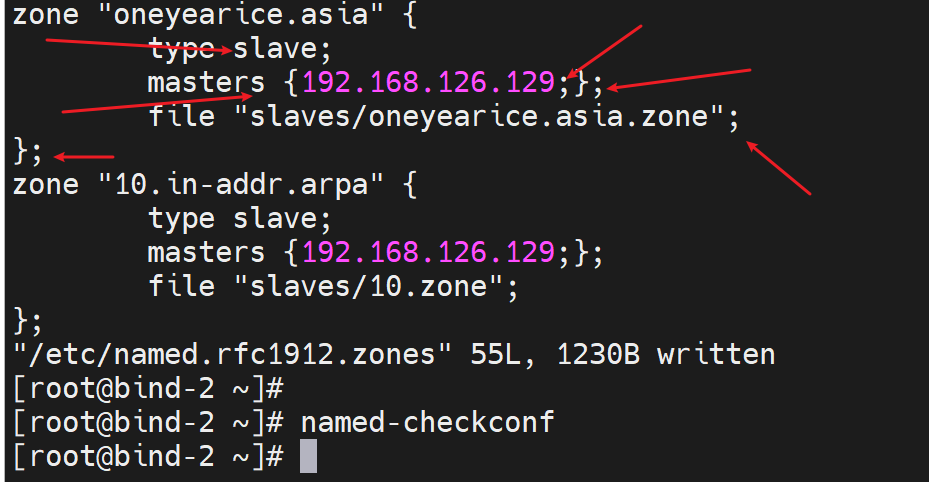 zone "oneyearice.asia" {
type slave;
masters {192.168.126.129;};
file "slaves/oneyearice.asia.zone";
};
zone "10.in-addr.arpa" {
type slave;
masters {192.168.126.129;};
file "slaves/10.zone";
};
"/etc/named.rfc1912.zones" 55L, 1230B written
[root@bind-2 ~]#
[root@bind-2 ~]# named-checkconf
[root@bind-2 ~]#